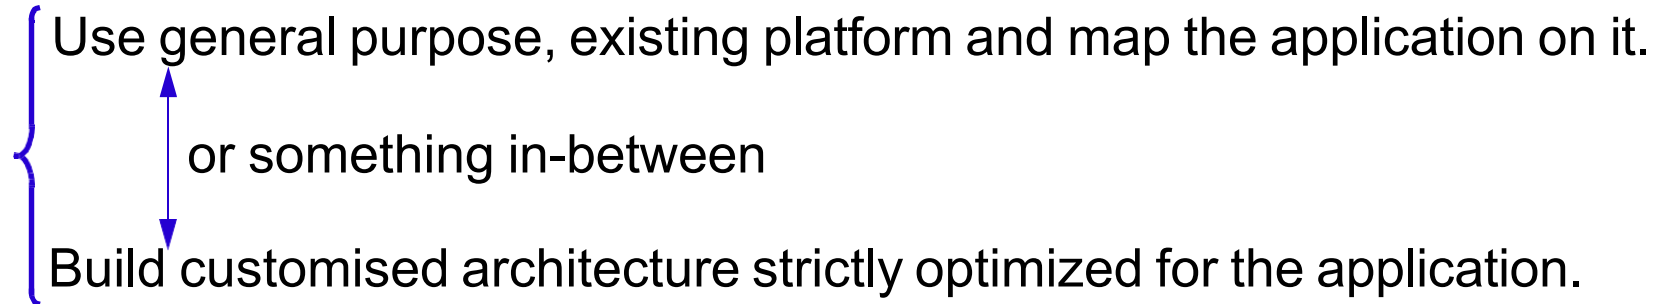 Use general purpose, existing platform and map the application on it.
or something in-between
Build customised architecture strictly optimized for the application.